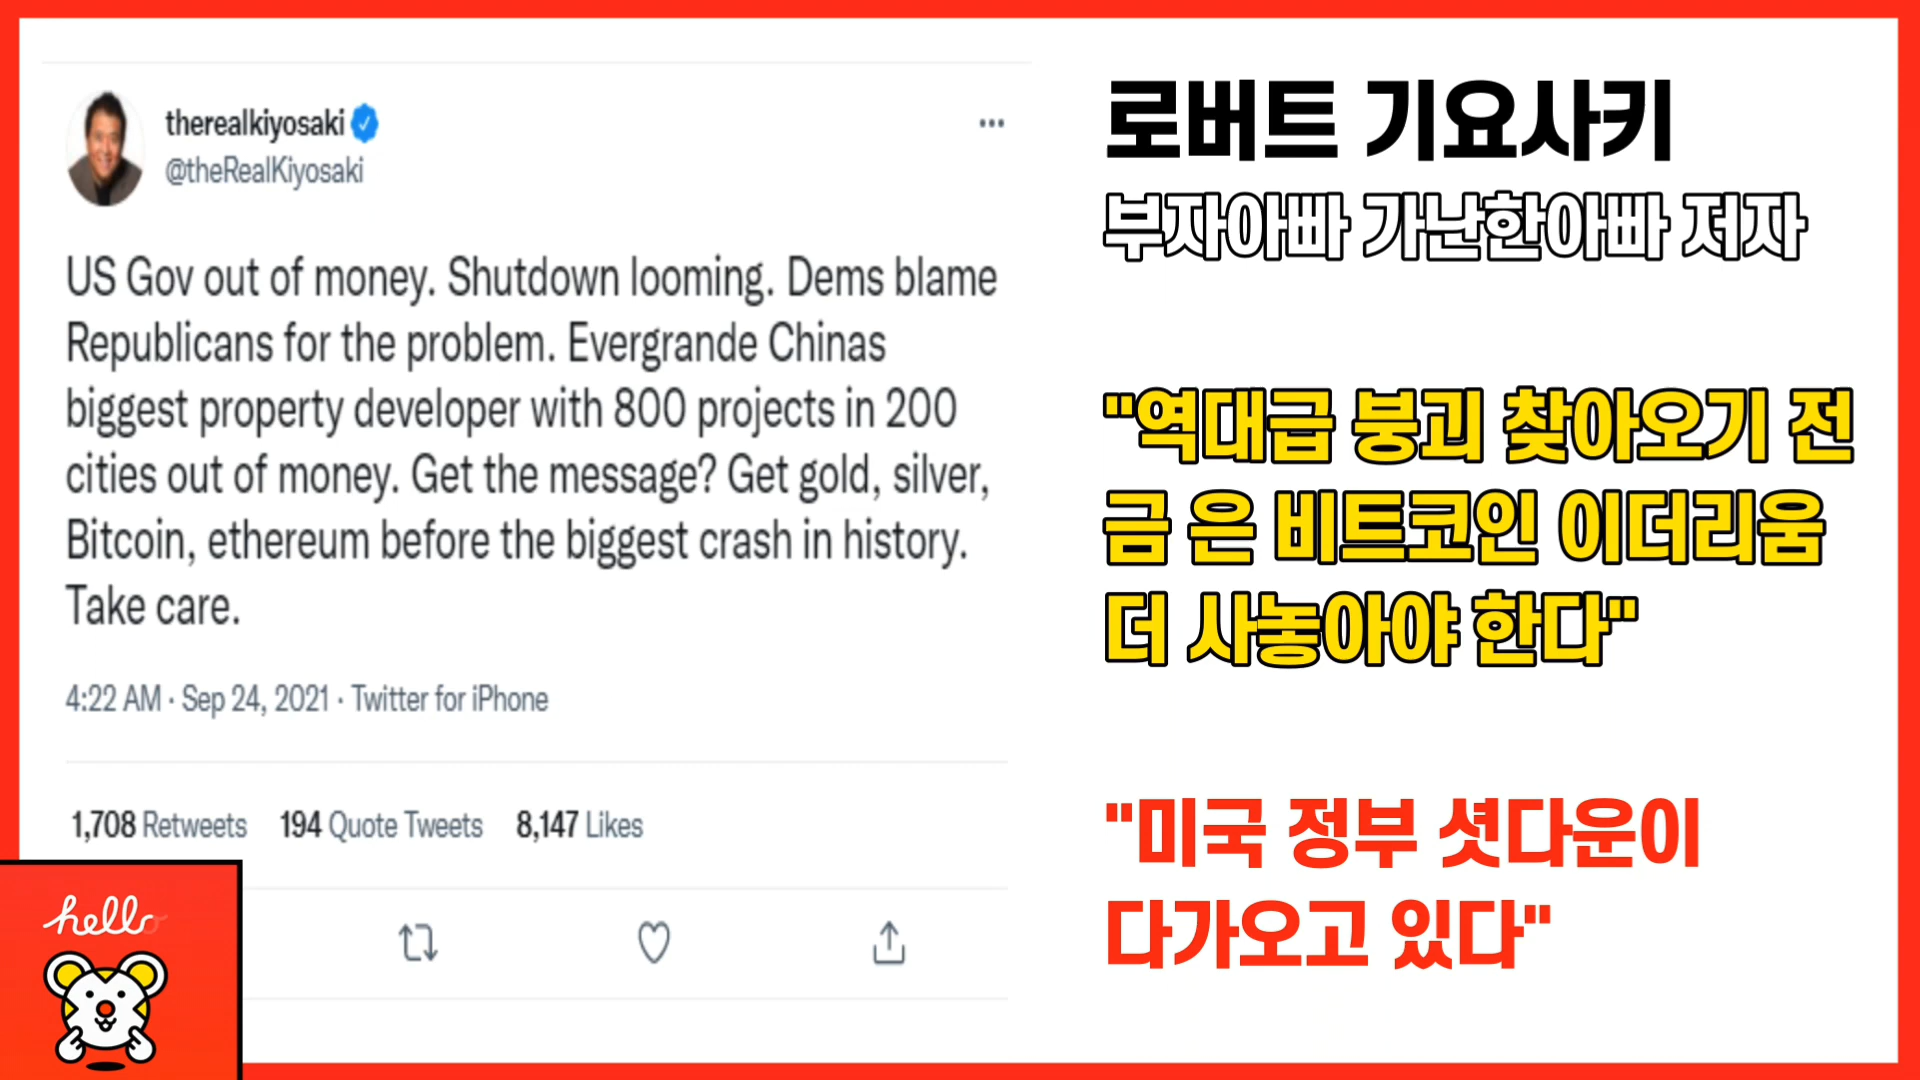 therealkiyosaki
@theRealKiyosaki
US Gov out of money. Shutdown looming. Dems blame
Republicans for the problem. Evergrande Chinas
biggest property developer with 800 projects in 200
cities out of money. Get the message? Get gold, silver,
Bitcoin, ethereum before the biggest crash in history.
Take care.
4:22 AM · Sep 24, 2021 · Twitter for iPhone
1,708 Retweets 194 Quote Tweets 8,147 Likes
hello
로버트 기요사키
부자아빠 가난한아빠 저자
"역대급 붕괴 찾아오기 전
금 은 비트코인 이더리움
더 사놓아야 한다"
"미국 정부 셧다운이
다가오고 있다"